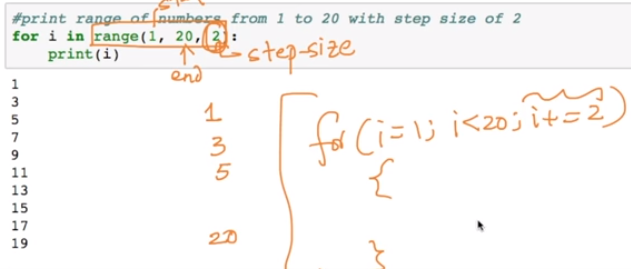 #print range of numbers from 1 to 20 with step size of 2
for i in range(1, 20, 2):
    print(i)
end
step-size
1
3
5
7
9
11
13
15
17
19
1
3
5
20
for (i=1; i<20; i+=2)
{
}